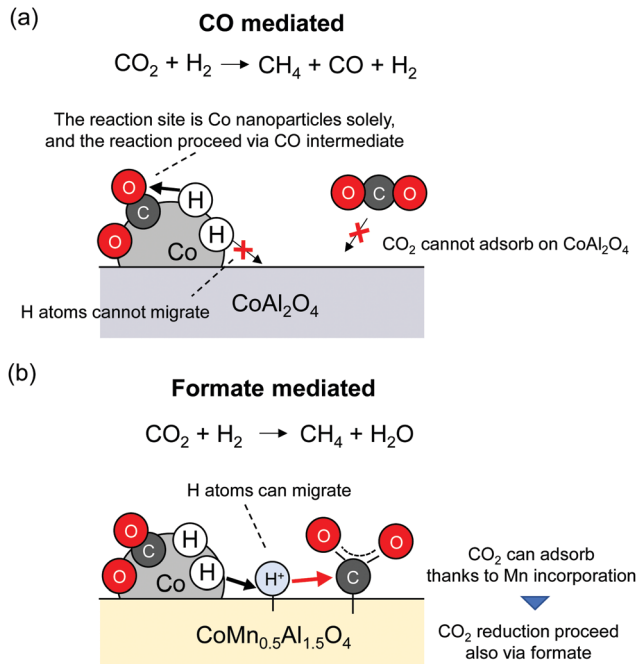 (a)
CO mediated
CO₂ + H₂ → CH₄ + CO + H₂
The reaction site is Co nanoparticles solely,
and the reaction proceed via CO intermediate
O
H
O C O
C
H
O
Co
CO₂ cannot adsorb on CoAl₂O₄
H atoms cannot migrate
CoAl₂O₄
(b)
Formate mediated
CO₂ + H₂ → CH₄ + H₂O
H atoms can migrate
O
H
O O
C
H
O
Co
H⁺
C
CO₂ can adsorb
thanks to Mn incorporation
CoMn₀.₅Al₁.₅O₄
CO₂ reduction proceed
also via formate